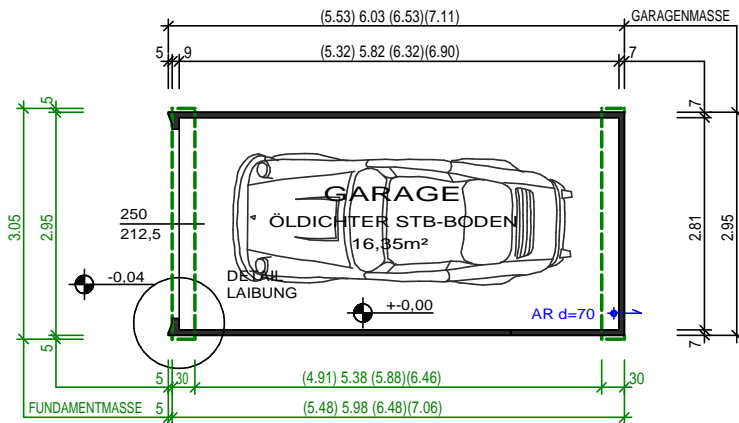 (5.53) 6.03 (6.53)(7.11)
GARAGENMASSE
5 9 (5.32) 5.82 (6.32)(6.90) 7
5
7
3.05
2.95
2.81
2.95
GARAGE
ÖLDICHTER STB-BODEN
16,35m²
250
212,5
-0,04
DETAIL
LAIBUNG
+-0,00
AR d=70
5
7
5 30 (4.91) 5.38 (5.88)(6.46) 30
FUNDAMENTMASSE 5 (5.48) 5.98 (6.48)(7.06)